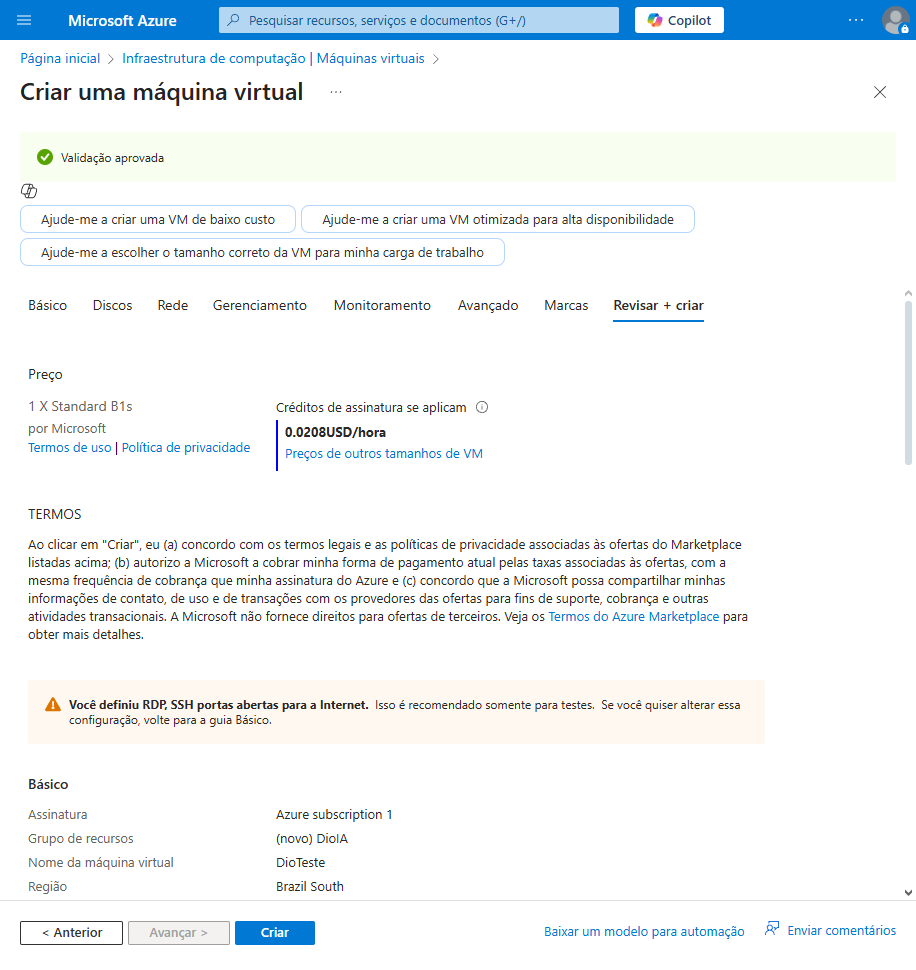 Microsoft Azure
Pesquisar recursos, serviços e documentos (G+/)
Copilot
Página inicial > Infraestrutura de computação | Máquinas virtuais >
Criar uma máquina virtual
Validação aprovada
Ajude-me a criar uma VM de baixo custo
Ajude-me a criar uma VM otimizada para alta disponibilidade
Ajude-me a escolher o tamanho correto da VM para minha carga de trabalho
Básico Discos Rede Gerenciamento Monitoramento Avançado Marcas Revisar + criar
Preço
1 X Standard B1s
por Microsoft
Termos de uso | Política de privacidade
Créditos de assinatura se aplicam
0.0208USD/hora
Preços de outros tamanhos de VM
TERMOS
Ao clicar em "Criar", eu (a) concordo com os termos legais e as políticas de privacidade associadas às ofertas do Marketplace
listadas acima; (b) autorizo a Microsoft a cobrar minha forma de pagamento atual pelas taxas associadas às ofertas, com a
mesma frequência de cobrança que minha assinatura do Azure e (c) concordo que a Microsoft possa compartilhar minhas
informações de contato, de uso e de transações com os provedores das ofertas para fins de suporte, cobrança e outras
atividades transacionais. A Microsoft não fornece direitos para ofertas de terceiros. Veja os Termos do Azure Marketplace para
obter mais detalhes.
Você definiu RDP, SSH portas abertas para a Internet. Isso é recomendado somente para testes. Se você quiser alterar essa
configuração, volte para a guia Básico.
Básico
Assinatura Azure subscription 1
Grupo de recursos (novo) DioIA
Nome da máquina virtual DioTeste
Região Brazil South
< Anterior
Avançar >
Criar
Baixar um modelo para automação
Enviar comentários